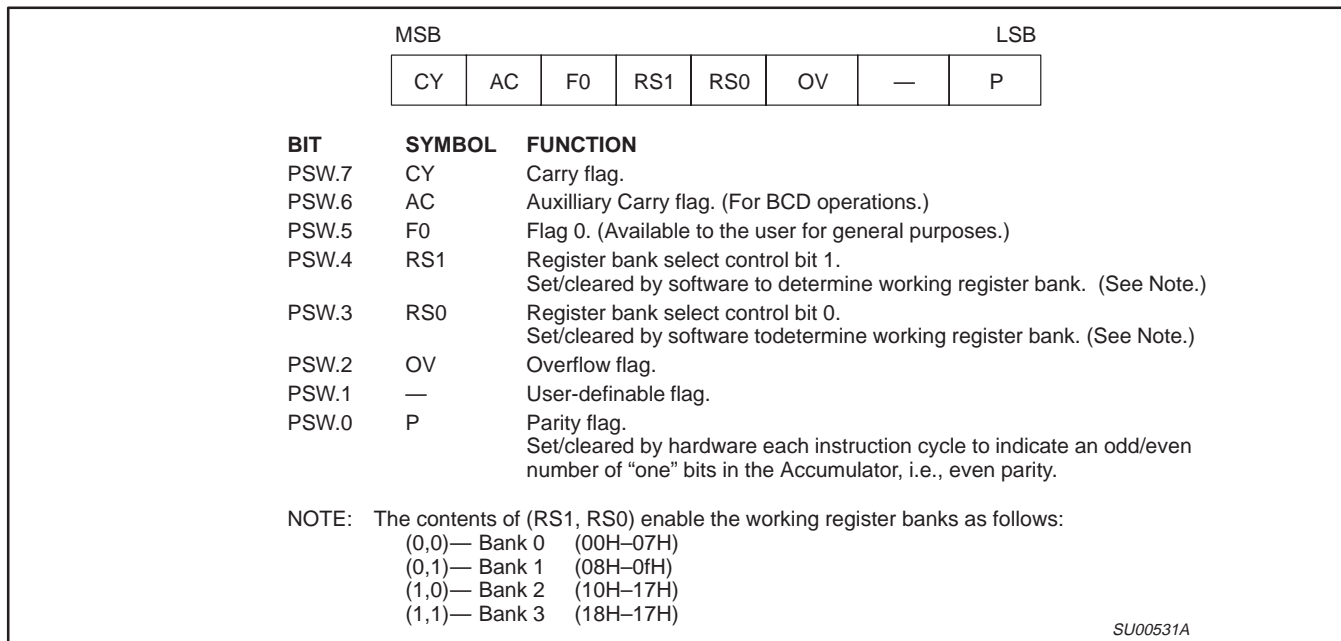 MSB LSB
CY AC F0 RS1 RS0 OV — P
BIT SYMBOL FUNCTION
PSW.7 CY Carry flag.
PSW.6 AC Auxilliary Carry flag. (For BCD operations.)
PSW.5 F0 Flag 0. (Available to the user for general purposes.)
PSW.4 RS1 Register bank select control bit 1.
Set/cleared by software to determine working register bank. (See Note.)
PSW.3 RS0 Register bank select control bit 0.
Set/cleared by software todetermine working register bank. (See Note.)
PSW.2 OV Overflow flag.
PSW.1 — User-definable flag.
PSW.0 P Parity flag.
Set/cleared by hardware each instruction cycle to indicate an odd/even
number of “one” bits in the Accumulator, i.e., even parity.
NOTE: The contents of (RS1, RS0) enable the working register banks as follows:
(0,0)— Bank 0 (00H–07H)
(0,1)— Bank 1 (08H–0fH)
(1,0)— Bank 2 (10H–17H)
(1,1)— Bank 3 (18H–17H)
SU00531A